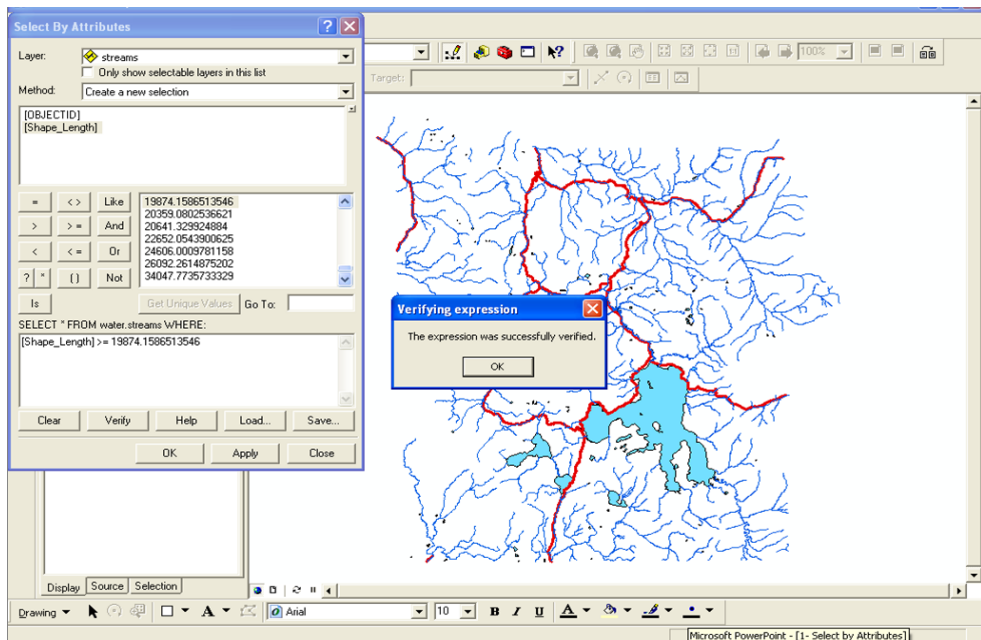 Select By Attributes
Layer:
streams
Only show selectable layers in this list
Method:
Create a new selection
[OBJECTID]
[Shape_Length]
= <> Like
> >= And
< <= Or
? * () Not
Is
19874.1586513546
20359.0802536621
20641.329924884
22652.0543900625
24606.0009781158
26092.2614875202
34047.7735733329
Get Unique Values
Go To:
SELECT * FROM water.streams WHERE:
[Shape_Length] >= 19874.1586513546
Clear
Verify
Help
Load...
Save...
OK
Apply
Close
100%
1:1
Target:
Verifying expression
The expression was successfully verified.
OK
Display
Source
Selection
Drawing
A
Arial
10
B
I
U
A
Microsoft PowerPoint - [1- Select by Attributes]